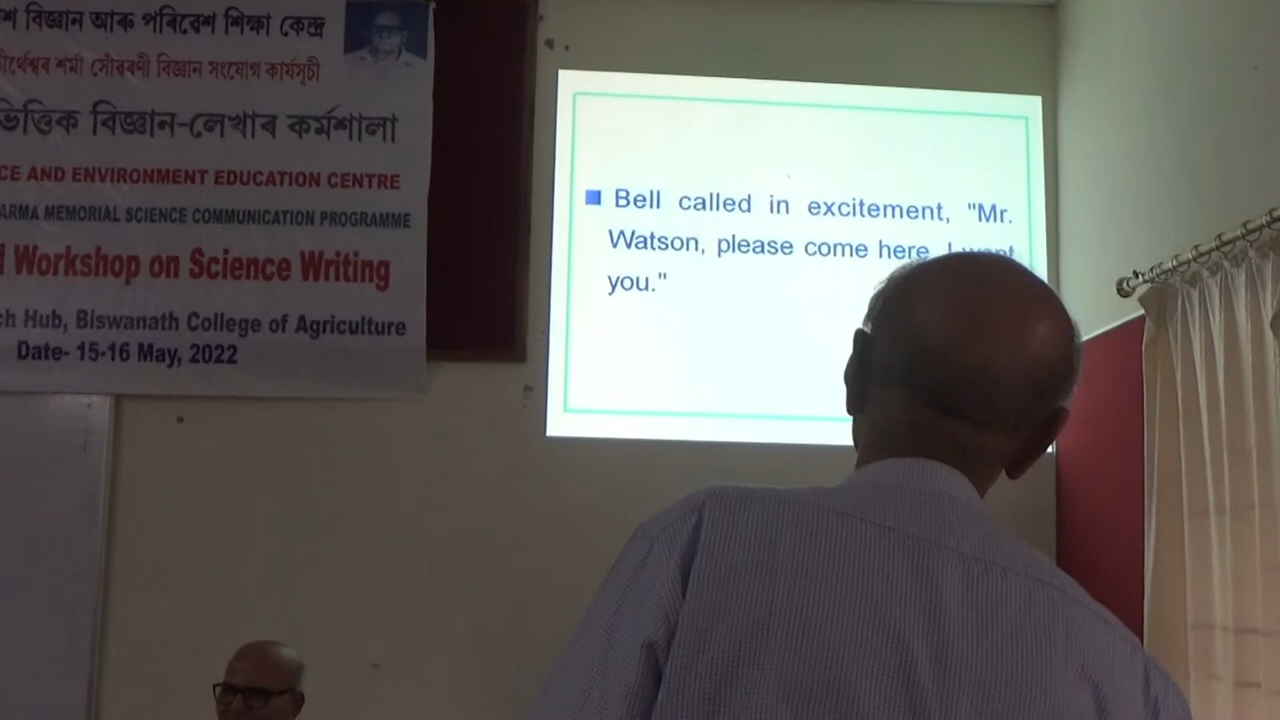 বিজ্ঞান আৰু পৰিৱেশ শিক্ষা কেন্দ্ৰ
শৰ্মা সোঁৱৰণী বিজ্ঞান সংযোগ কাৰ্যসূচী
ভিত্তিক বিজ্ঞান-লেখাৰ কৰ্মশালা
CE AND ENVIRONMENT EDUCATION CENTRE
ARMA MEMORIAL SCIENCE COMMUNICATION PROGRAMME
Workshop on Science Writing
ch Hub, Biswanath College of Agriculture
Date- 15-16 May, 2022
Bell called in excitement, "Mr.
Watson, please come here, I want
you."